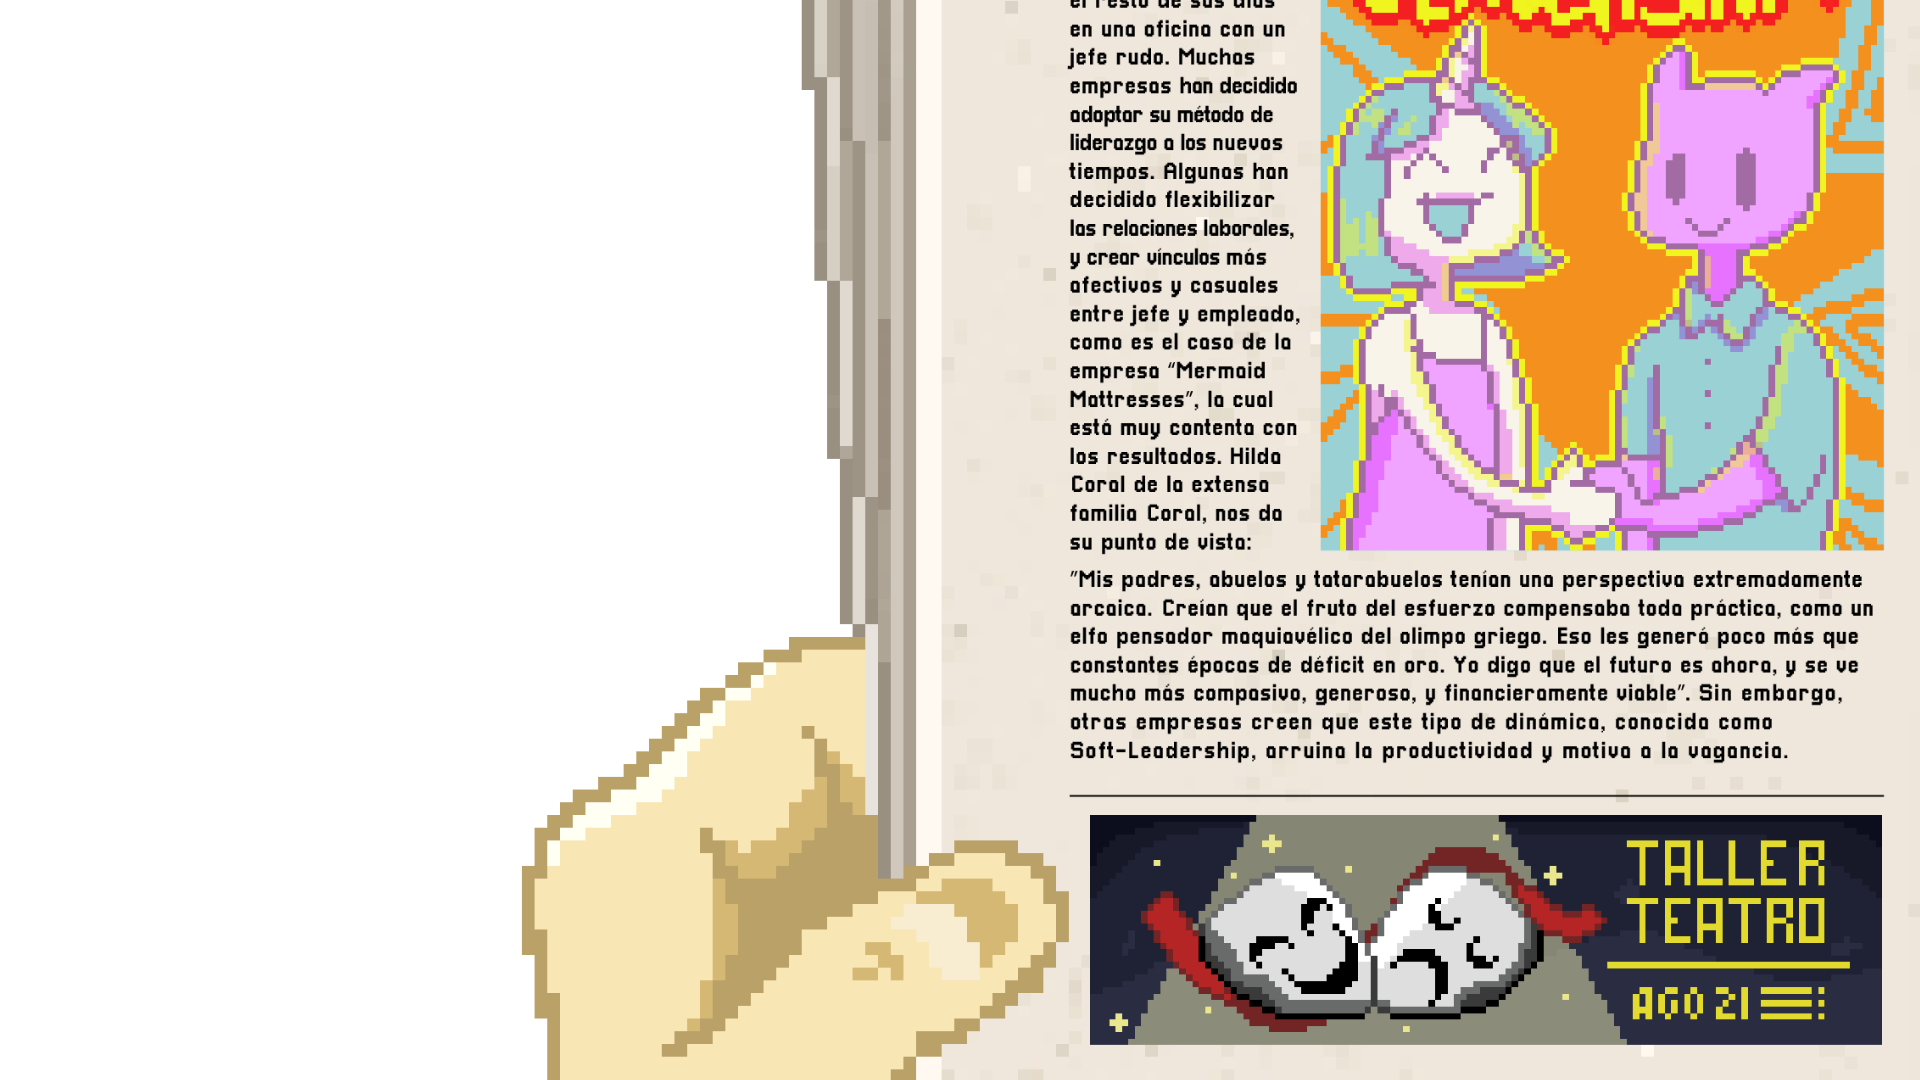 el resto de sus días
en una oficina con un
jefe rudo. Muchas
empresas han decidido
adoptar su método de
liderazgo a los nuevos
tiempos. Algunas han
decidido flexibilizar
las relaciones laborales,
y crear vínculos más
afectivos y casuales
entre jefe y empleado,
como es el caso de la
empresa "Mermaid
Mattresses", la cual
está muy contenta con
los resultados. Hilda
Coral de la extensa
familia Coral, nos da
su punto de vista:
"Mis padres, abuelos y tatarabuelos tenían una perspectiva extremadamente
arcaica. Creían que el fruto del esfuerzo compensaba toda práctica, como un
elfo pensador maquiavélico del olimpo griego. Eso les generó poco más que
constantes épocas de déficit en oro. Yo digo que el futuro es ahora, y se ve
mucho más compasivo, generoso, y financieramente viable". Sin embargo,
otras empresas creen que este tipo de dinámica, conocida como
Soft-Leadership, arruina la productividad y motiva a la vagancia.
TALLER
TEATRO
AGO 21